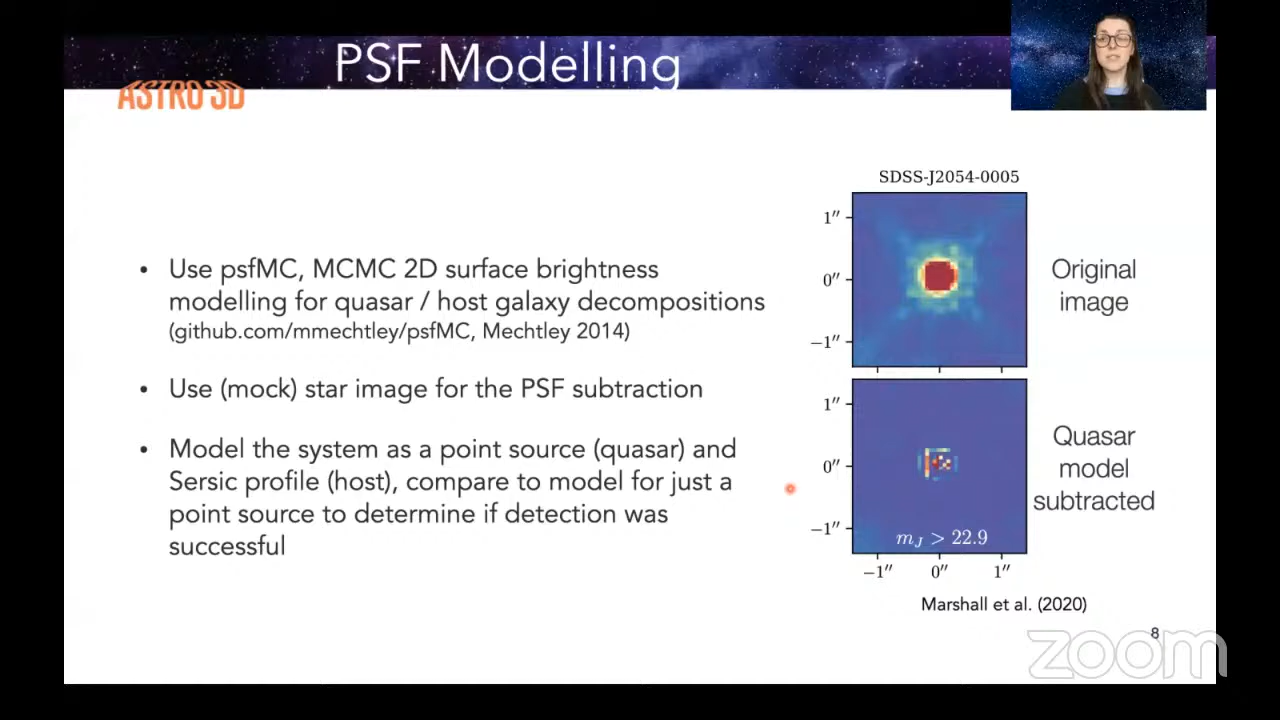 PSF Modelling
ASTRO 3D
• Use psfMC, MCMC 2D surface brightness
modelling for quasar / host galaxy decompositions
(github.com/mmechtley/psfMC, Mechtley 2014)
• Use (mock) star image for the PSF subtraction
• Model the system as a point source (quasar) and
Sersic profile (host), compare to model for just a
point source to determine if detection was
successful
SDSS-J2054-0005
1″
0″
−1″
Original
image
1″
0″
−1″
m_J > 22.9
−1″ 0″ 1″
Quasar
model
subtracted
Marshall et al. (2020)
8
zoom